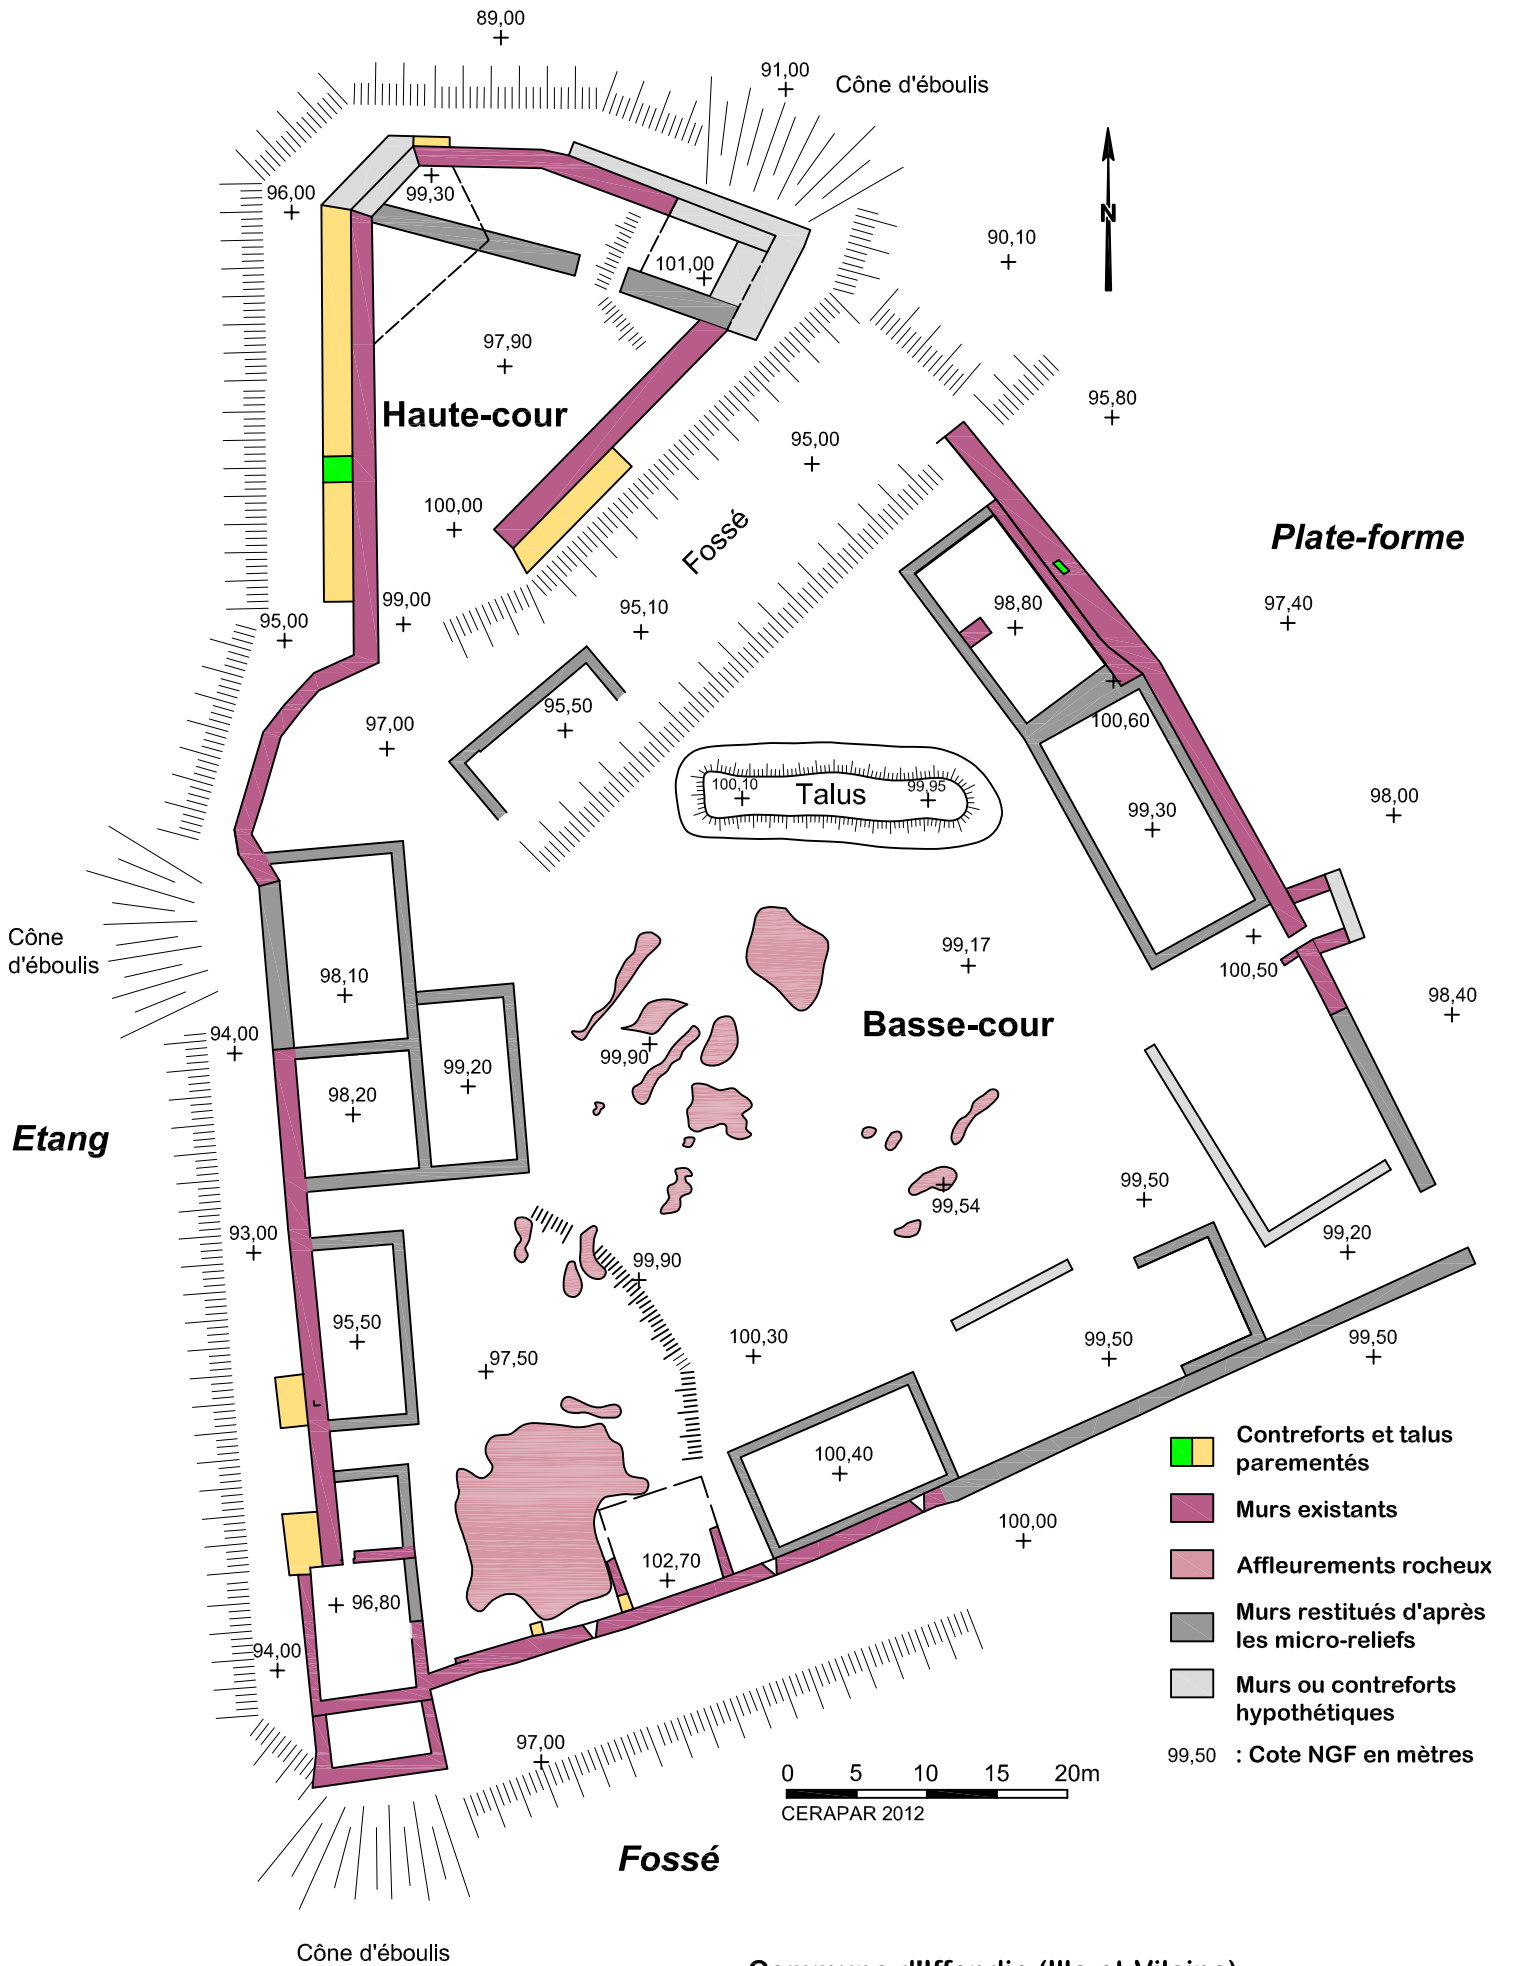 89,00
91,00
Cône d'éboulis
96,00
99,30
N
90,10
101,00
97,90
95,80
Haute-cour
95,00
100,00
Fossé
Plate-forme
99,00
95,10
98,80
97,40
95,00
95,50
97,00
100,60
100,10
Talus
99,95
98,00
99,30
Cône
d'éboulis
99,17
98,10
100,50
98,40
Basse-cour
94,00
99,90
99,20
98,20
Etang
99,50
99,54
93,00
99,20
99,90
95,50
97,50
100,30
99,50
99,50
100,40
100,00
102,70
96,80
94,00
97,00
Contreforts et talus
parementés
Murs existants
Affleurements rocheux
Murs restitués d'après
les micro-reliefs
Murs ou contreforts
hypothétiques
99,50 : Cote NGF en mètres
0 5 10 15 20m
CERAPAR 2012
Fossé
Cône d'éboulis